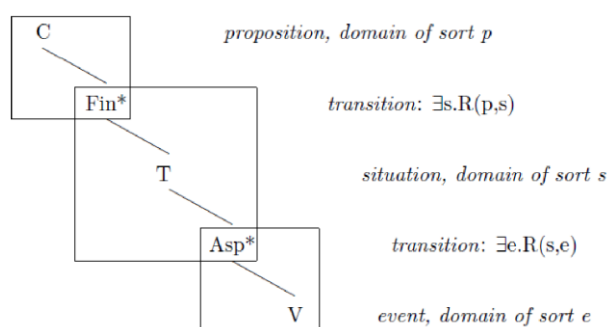 C proposition, domain of sort p
Fin* transition: ∃s.R(p,s)
T situation, domain of sort s
Asp* transition: ∃e.R(s,e)
V event, domain of sort e